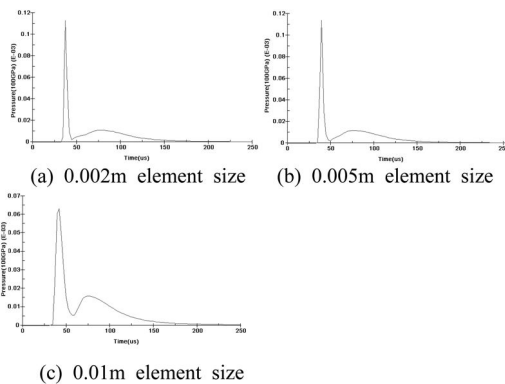 0.12
0.1
0.08
0.06
0.04
0.02
0
Pressure(100GPa) (E-03)
0 50 100 150 200 250
Time(us)
(a) 0.002m element size
0.12
0.1
0.08
0.06
0.04
0.02
0
Pressure(100GPa) (E-03)
0 50 100 150 200 25
Time(us)
(b) 0.005m element size
0.07
0.06
0.05
0.04
0.03
0.02
0.01
0
Pressure(100GPa) (E-03)
0 50 100 150 200 250
Time(us)
(c) 0.01m element size